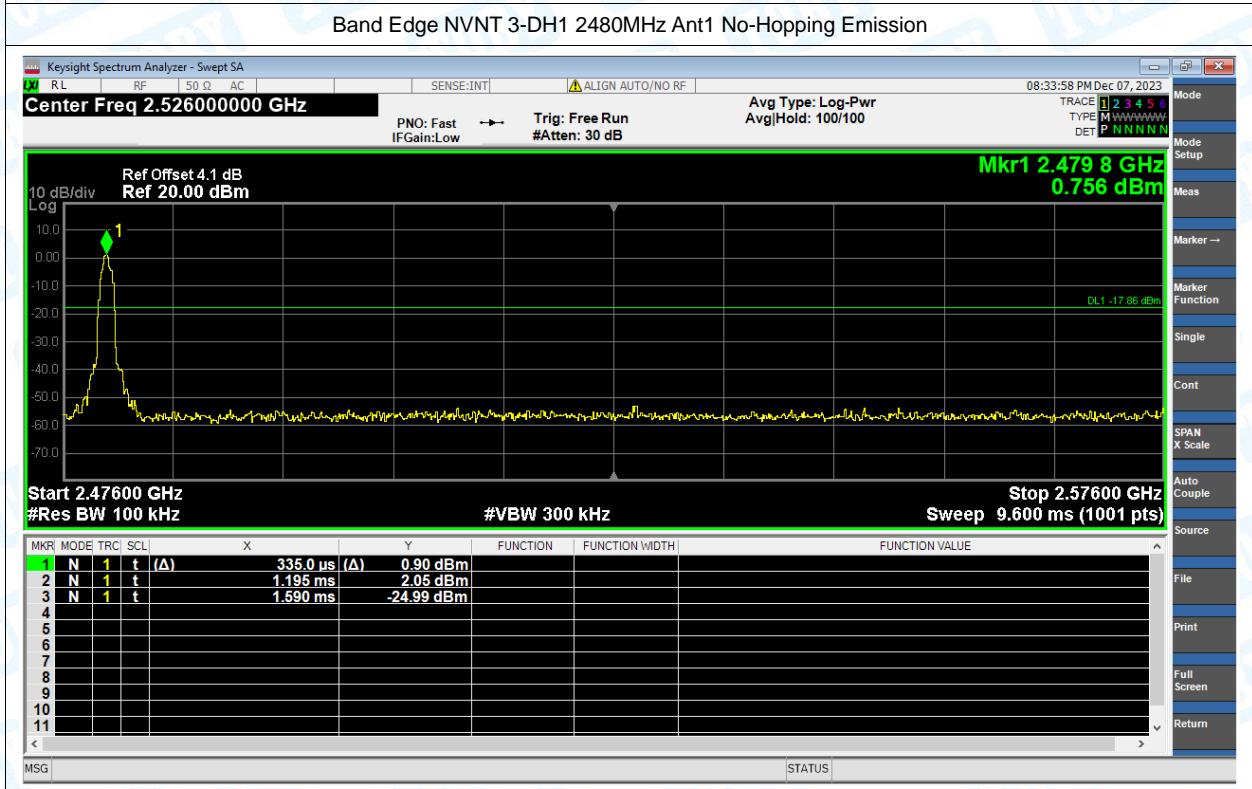 Band Edge NVNT 3-DH1 2480MHz Ant1 No-Hopping Emission
Keysight Spectrum Analyzer - Swept SA
LXI RL RF 50 Ω AC SENSE:INT ALIGN AUTO/NO RF 08:33:58 PM Dec 07, 2023
Center Freq 2.526000000 GHz Avg Type: Log-Pwr TRACE 1 2 3 4 5 6
PNO: Fast Trig: Free Run Avg|Hold: 100/100 TYPE M WWWWW
IFGain:Low #Atten: 30 dB DET P N N N N N
Mkr1 2.479 8 GHz
0.756 dBm
Ref Offset 4.1 dB
10 dB/div Ref 20.00 dBm
Log
10.0
1
0.00
-10.0
DL1 -17.86 dBm
-20.0
-30.0
-40.0
-50.0
-60.0
-70.0
Start 2.47600 GHz Stop 2.57600 GHz
#Res BW 100 kHz #VBW 300 kHz Sweep 9.600 ms (1001 pts)
MKR MODE TRC SCL X Y FUNCTION FUNCTION WIDTH FUNCTION VALUE
1 N 1 t (Δ) 335.0 µs (Δ) 0.90 dBm
2 N 1 t 1.195 ms 2.05 dBm
3 N 1 t 1.590 ms -24.99 dBm
4
5
6
7
8
9
10
11
MSG STATUS
Mode
Mode
Setup
Meas
Marker →
Marker
Function
Single
Cont
SPAN
X Scale
Auto
Couple
Source
File
Print
Full
Screen
Return